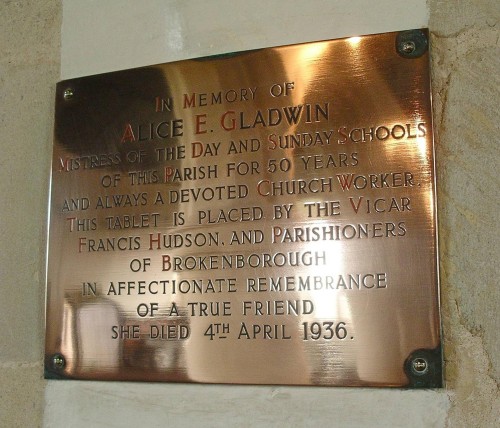 In Memory of
Alice E. Gladwin
Mistress of the Day and Sunday Schools
of this Parish for 50 years
and always a devoted Church Worker.
This tablet is placed by the Vicar
Francis Hudson, and Parishioners
of Brokenborough
in affectionate remembrance
of a true friend
She died 4th April 1936.